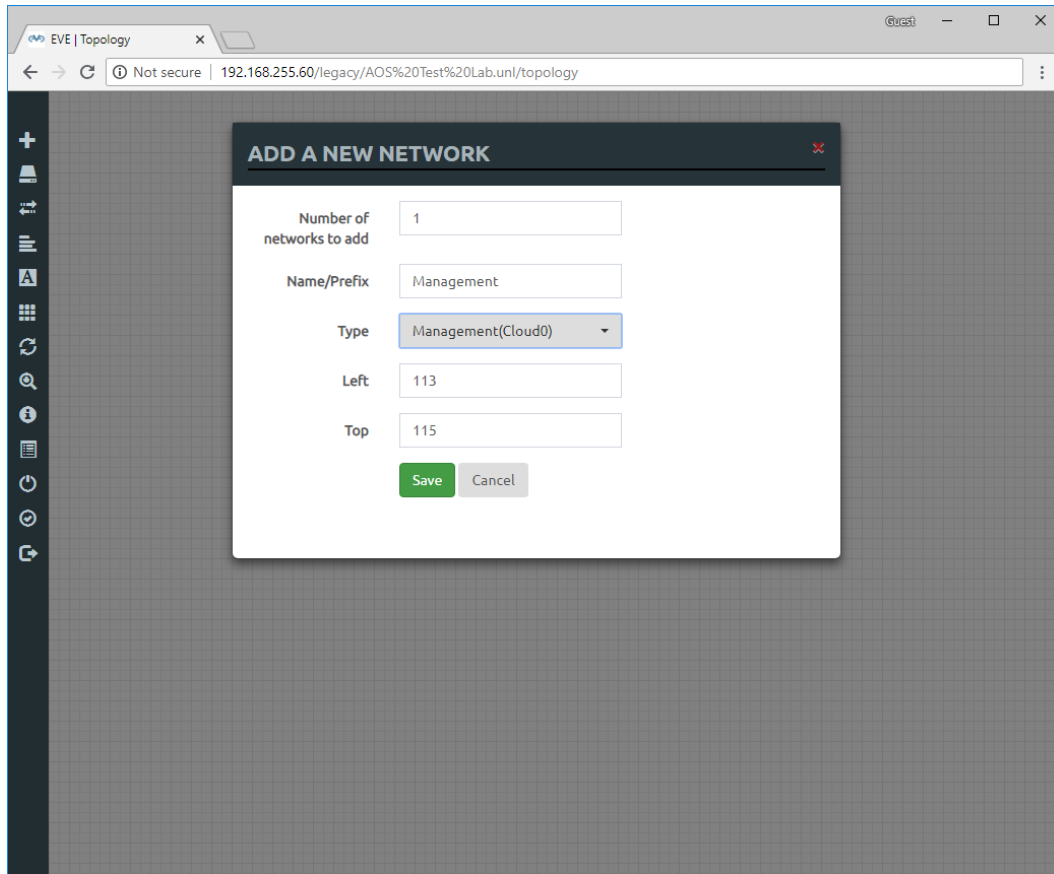 Guest
EVE | Topology
Not secure | 192.168.255.60/legacy/AOS%20Test%20Lab.unl/topology
ADD A NEW NETWORK
Number of networks to add
1
Name/Prefix
Management
Type
Management(Cloud0)
Left
113
Top
115
Save
Cancel
A